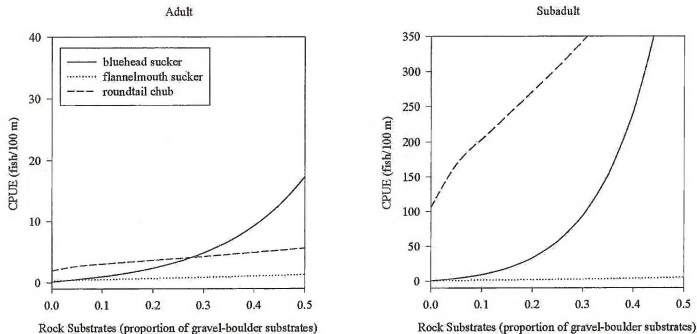 Adult
40
30
20
10
0
CPUE (fish/100 m)
bluehead sucker
flannelmouth sucker
roundtail chub
0.0 0.1 0.2 0.3 0.4 0.5
Rock Substrates (proportion of gravel-boulder substrates)
Subadult
350
300
250
200
150
100
50
0
CPUE (fish/100 m)
0.0 0.1 0.2 0.3 0.4 0.5
Rock Substrates (proportion of gravel-boulder substrates)